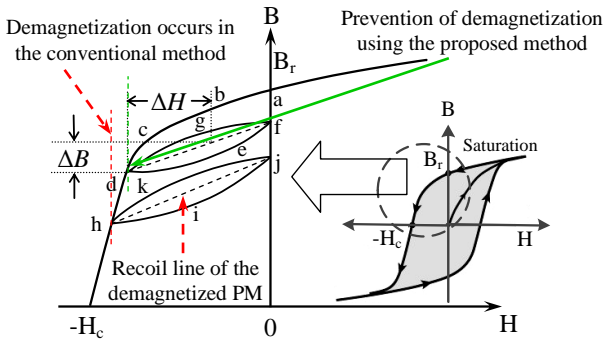 Demagnetization occurs in
the conventional method
B
Prevention of demagnetization
using the proposed method
Br
ΔH
b
a
c
g
f
ΔB
d
k
e
j
h
i
Recoil line of the
demagnetized PM
-Hc
0
H
B
Saturation
Br
-Hc
H